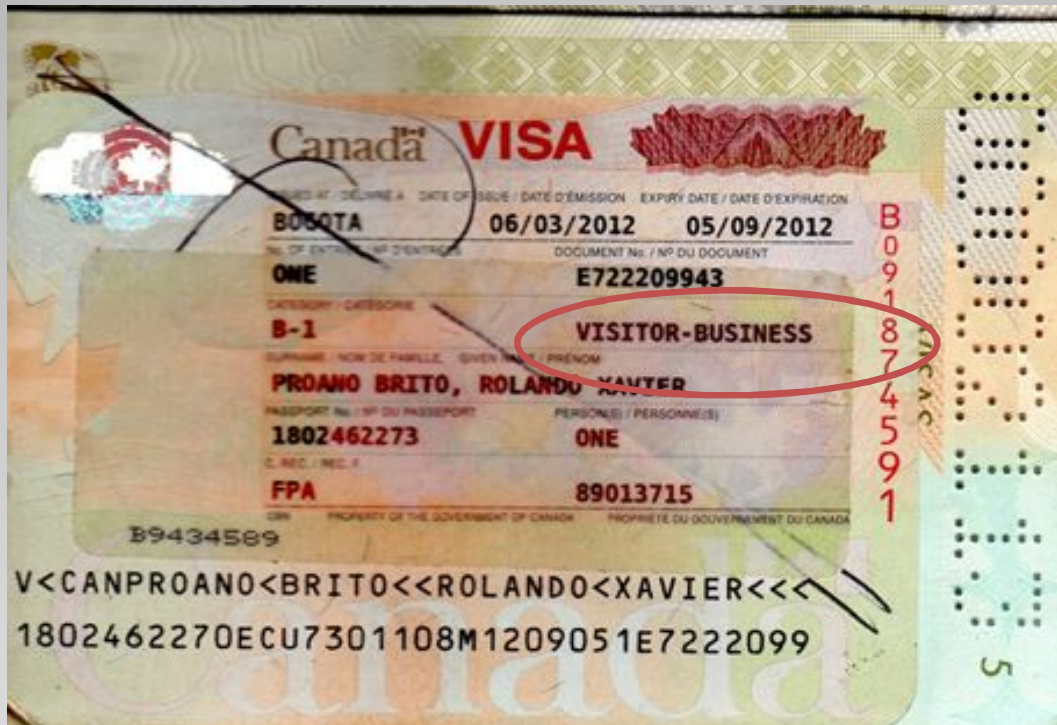 Canada VISA
ISSUED AT / DÉLIVRÉ À DATE OF ISSUE / DATE D'ÉMISSION EXPIRY DATE / DATE D'EXPIRATION
BOGOTA 06/03/2012 05/09/2012
No. OF ENTRIES / Nº D'ENTRÉES DOCUMENT No. / Nº DU DOCUMENT
ONE E722209943
CATEGORY / CATÉGORIE
B-1 VISITOR-BUSINESS
SURNAME / NOM DE FAMILLE, GIVEN NAME / PRÉNOM
PROANO BRITO, ROLANDO XAVIER
PASSPORT No. / Nº DU PASSEPORT PERSON(S) / PERSONNE(S)
1802462273 ONE
C. REC. / REC. F.
FPA 89013715
PROPERTY OF THE GOVERNMENT OF CANADA PROPRIÉTÉ DU GOUVERNEMENT DU CANADA
B091874591
B9434589
V<CANPROANO<BRITO<<ROLANDO<XAVIER<<<
1802462270ECU7301108M1209051E7222099
Canada
5